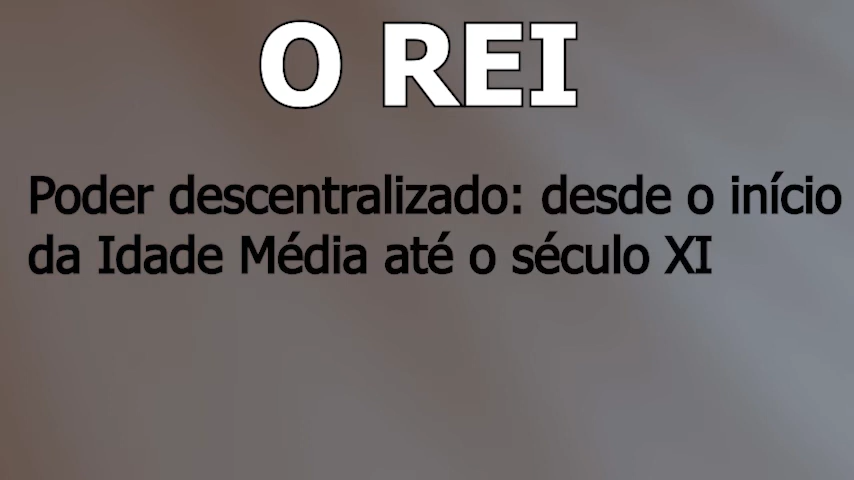 O REI
Poder descentralizado: desde o início
da Idade Média até o século XI